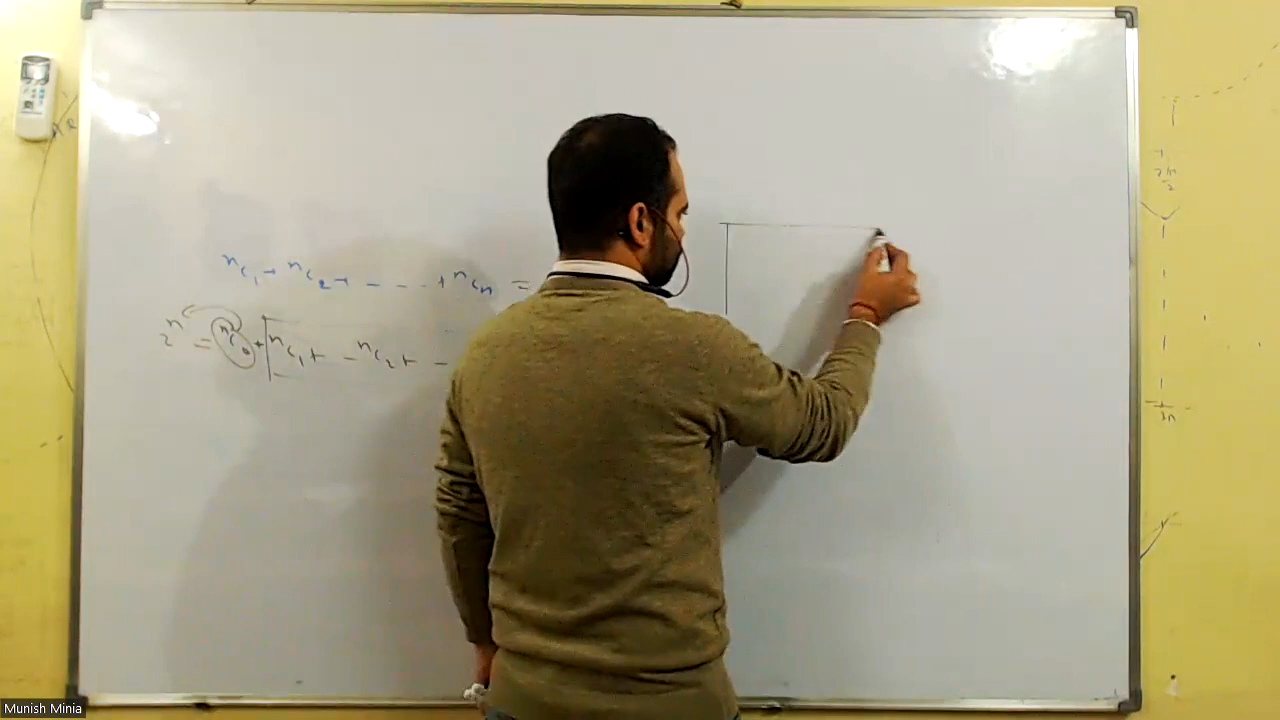 ⁿC₁ + ⁿC₂ + - - - + ⁿCₙ =
2ⁿ = ⁿC₀ + ⁿC₁ + - ⁿC₂ + -
Munish Minia